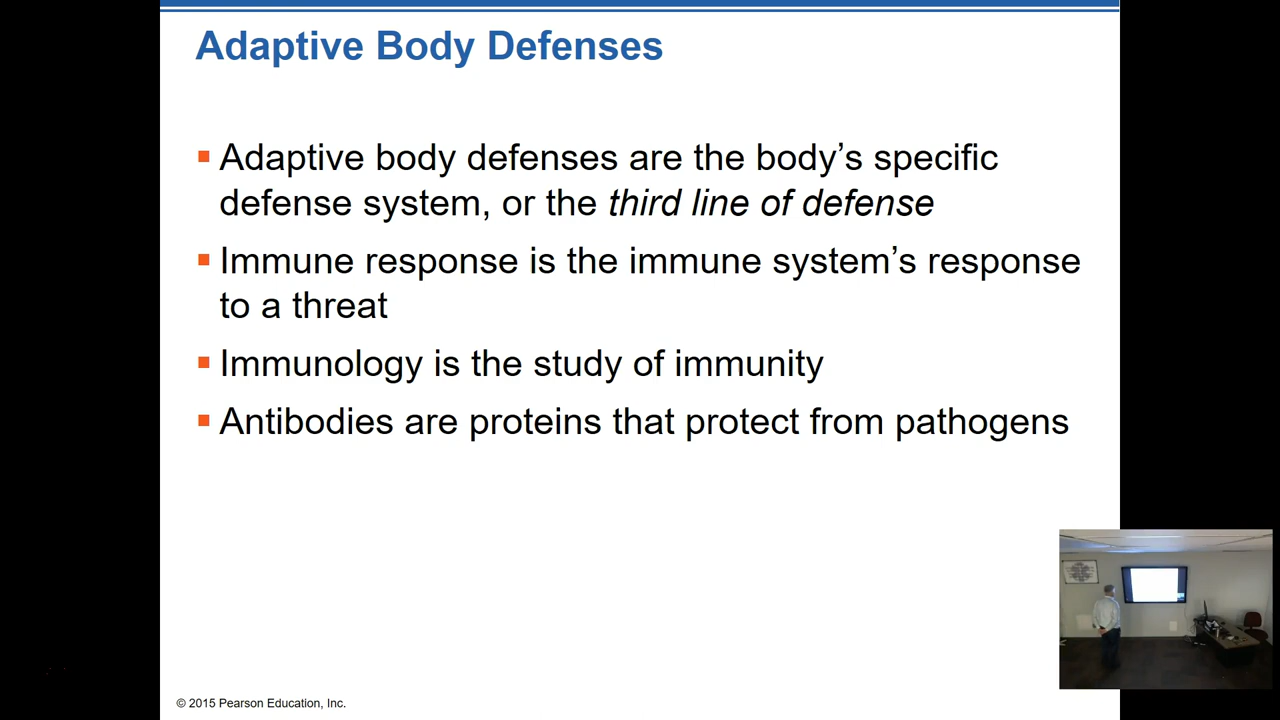 Adaptive Body Defenses
Adaptive body defenses are the body’s specific
defense system, or the third line of defense
Immune response is the immune system’s response
to a threat
Immunology is the study of immunity
Antibodies are proteins that protect from pathogens
© 2015 Pearson Education, Inc.